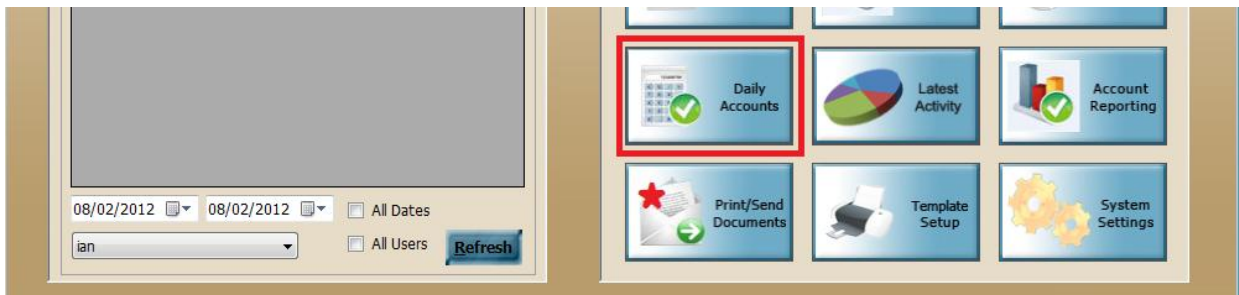 Daily
Accounts
Latest
Activity
Account
Reporting
08/02/2012
08/02/2012
All Dates
ian
All Users
Refresh
Print/Send
Documents
Template
Setup
System
Settings